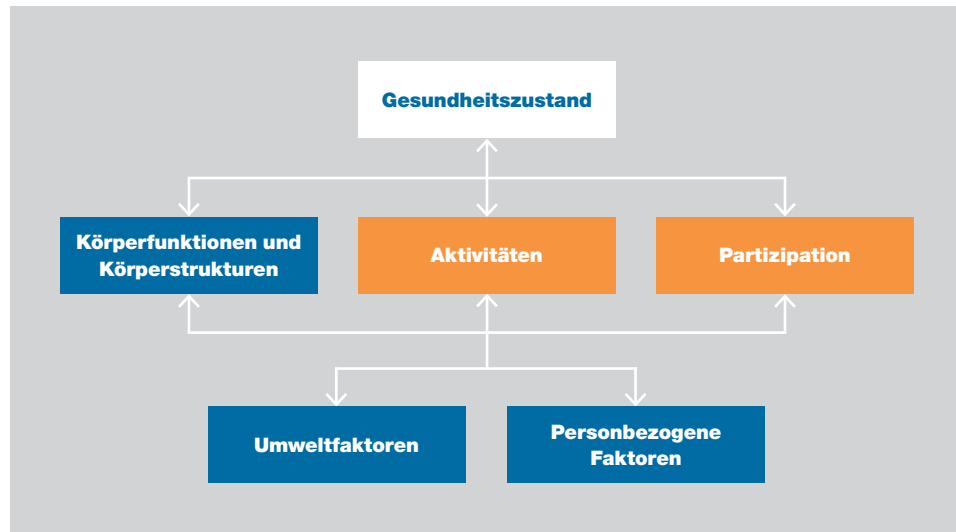 Gesundheitszustand
Körperfunktionen und
Körperstrukturen
Aktivitäten
Partizipation
Umweltfaktoren
Personbezogene
Faktoren